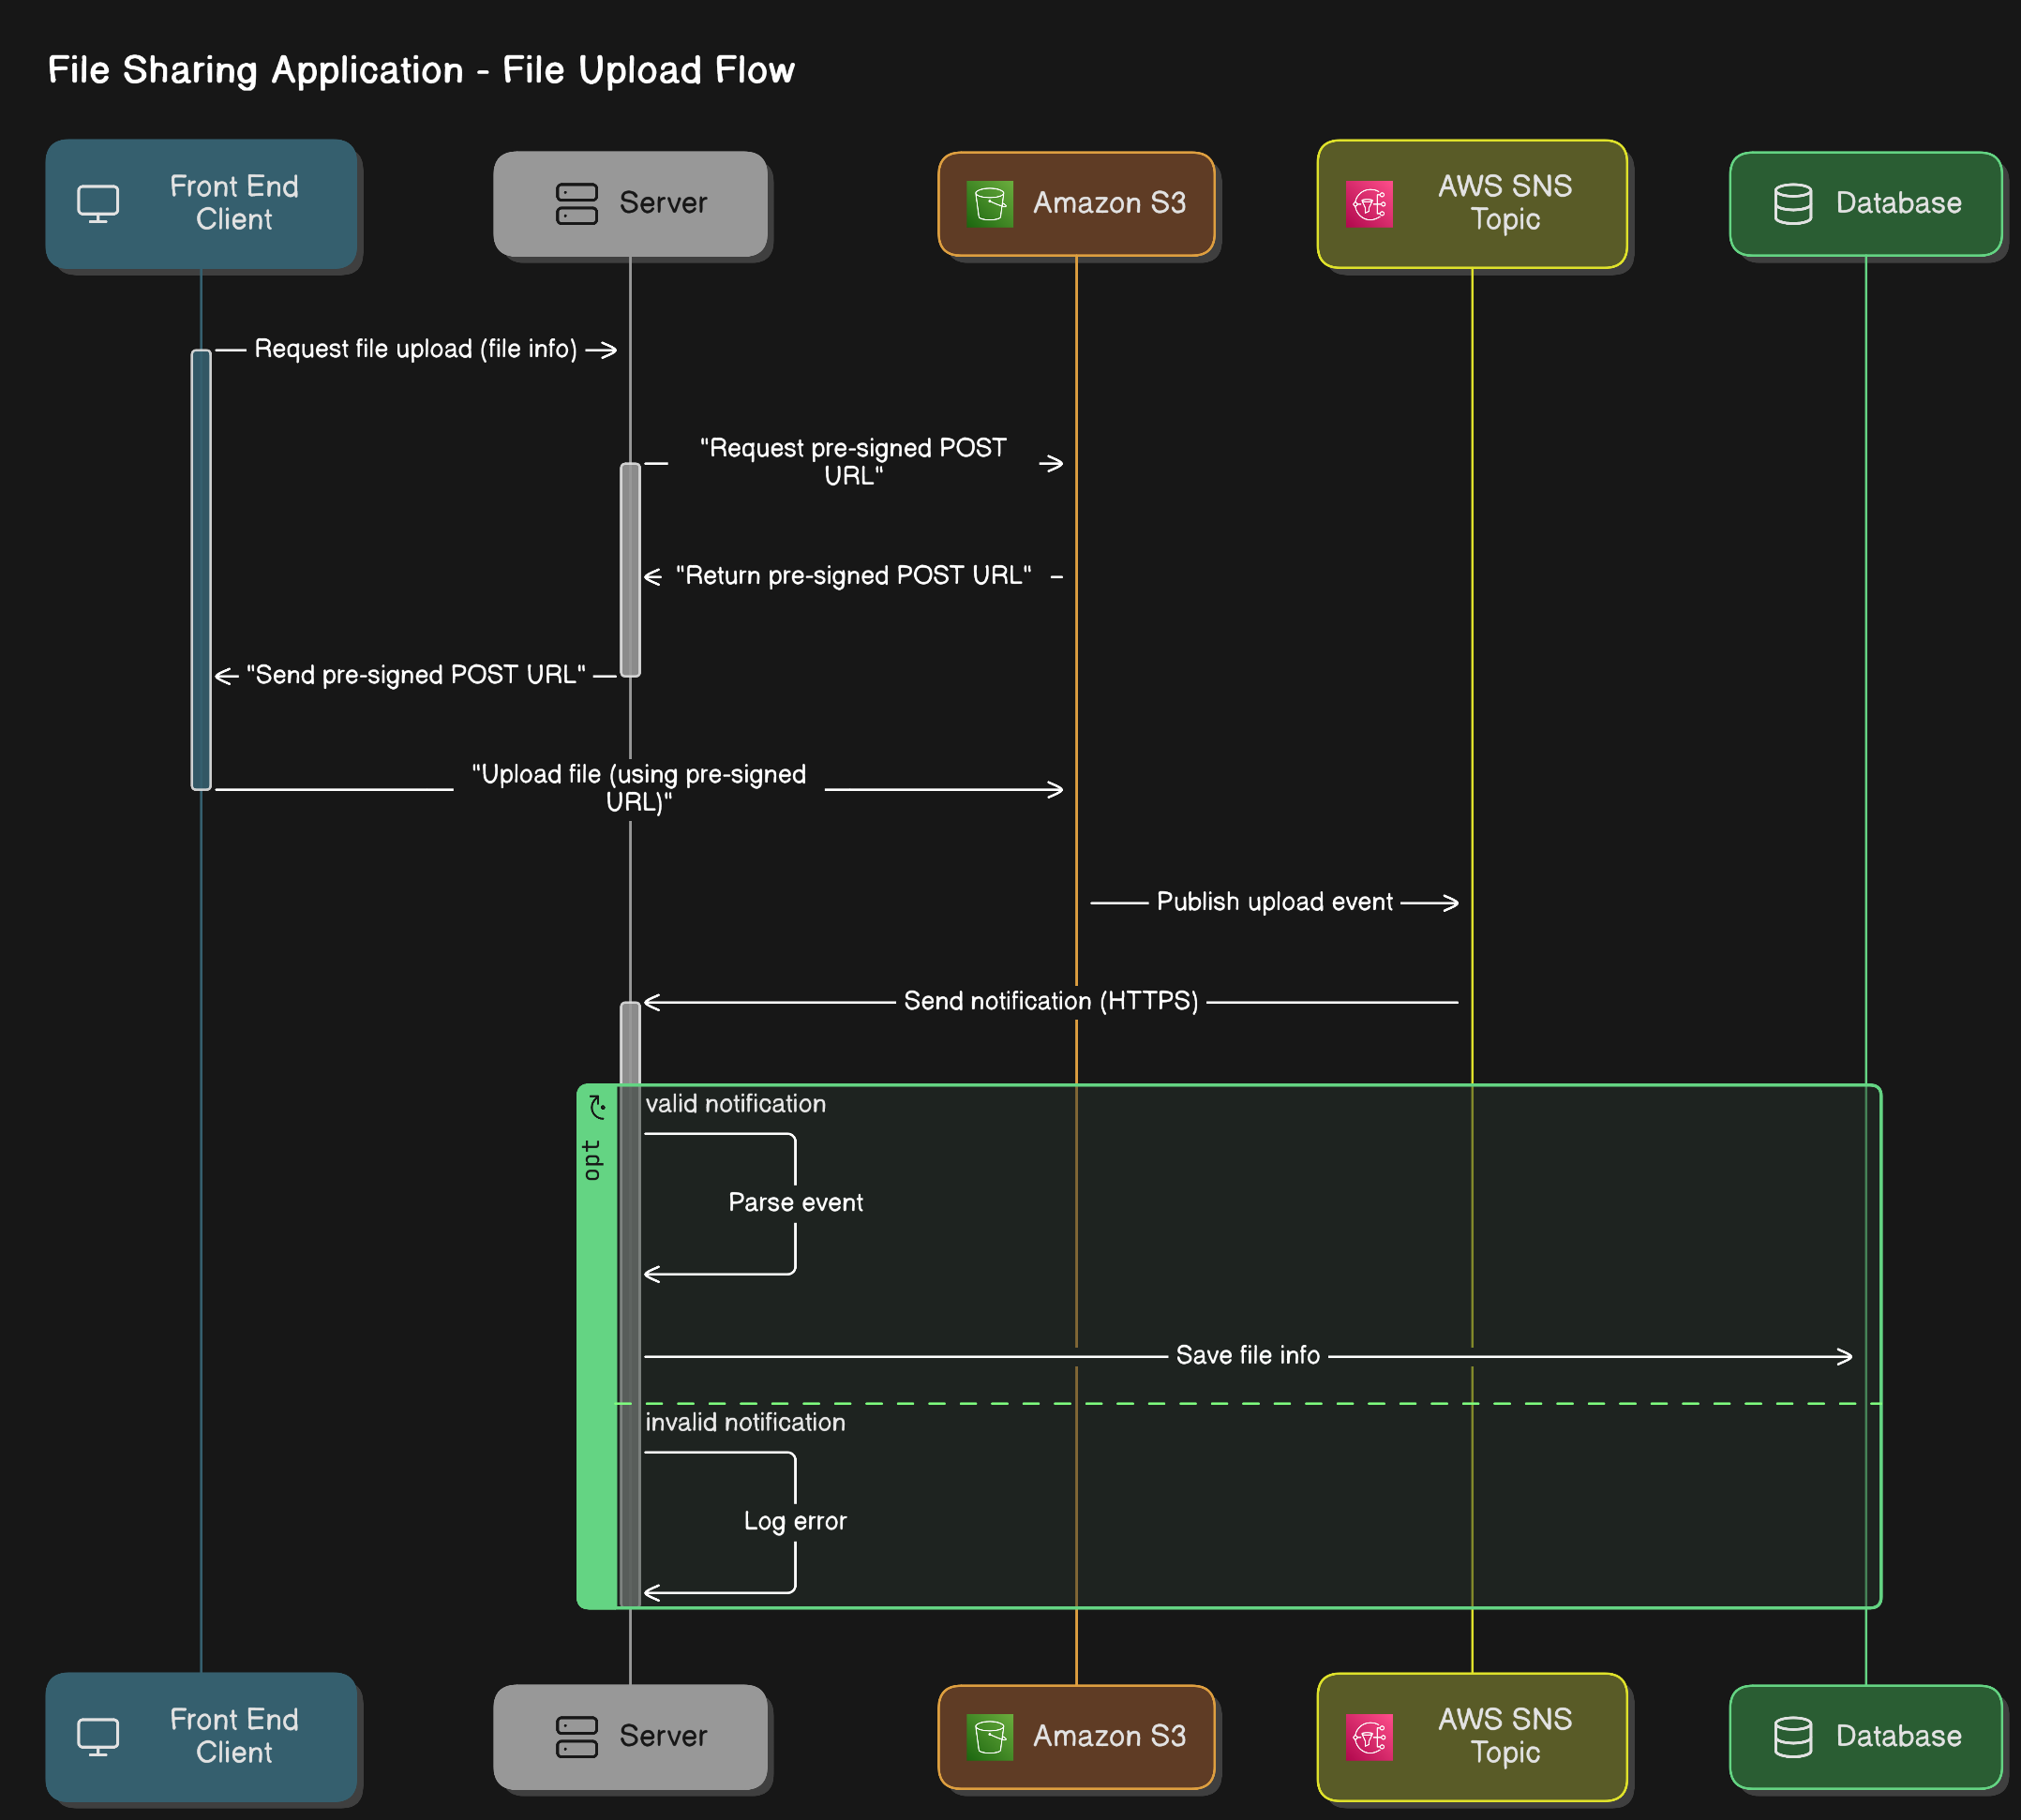 File Sharing Application - File Upload Flow
Front End
Client
Server
Amazon S3
AWS SNS
Topic
Database
Request file upload (file info)
"Request pre-signed POST
URL"
"Return pre-signed POST URL"
"Send pre-signed POST URL"
"Upload file (using pre-signed
URL)"
Publish upload event
Send notification (HTTPS)
opt
valid notification
Parse event
Save file info
invalid notification
Log error
Front End
Client
Server
Amazon S3
AWS SNS
Topic
Database